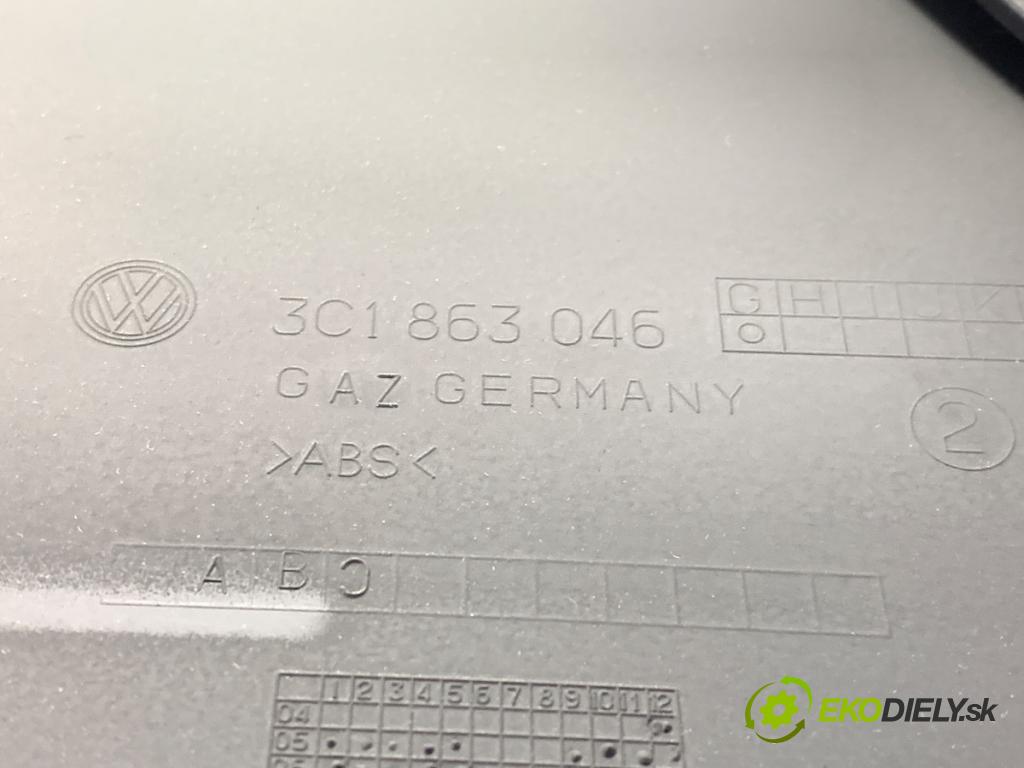 3C1 863 046
G H I J K
O
GAZ GERMANY
2
>ABS<
A B C
1 2 3 4 5 6 7 8 9 10 11 12
04
05
EKODIELY.sk